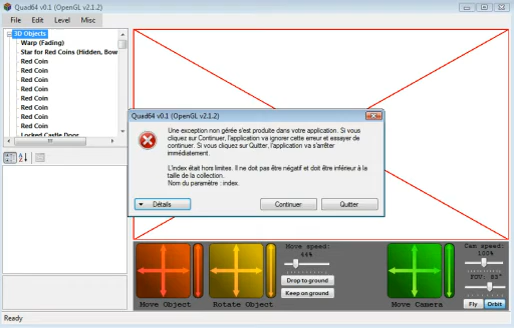 Quad64 v0.1 (OpenGL v2.1.2)
File Edit Level Misc
3D Objects
Warp (Fading)
Star for Red Coins (Hidden, Bow
Red Coin
Red Coin
Red Coin
Red Coin
Red Coin
Red Coin
Red Coin
Red Coin
Locked Castle Door
Quad64 v0.1 (OpenGL v2.1.2)
Une exception non gérée s'est produite dans votre application. Si vous
cliquez sur Continuer, l'application va ignorer cette erreur et essayer de
continuer. Si vous cliquez sur Quitter, l'application va s'arrêter
immédiatement.
L'index était hors limites. Il ne doit pas être négatif et doit être inférieur à la
taille de la collection.
Nom du paramètre : index.
Détails
Continuer
Quitter
Move Object
Rotate Object
Move speed:
44%
Drop to ground
Keep on ground
Move Camera
Cam speed:
100%
FOV: 83°
Fly
Orbit
Ready